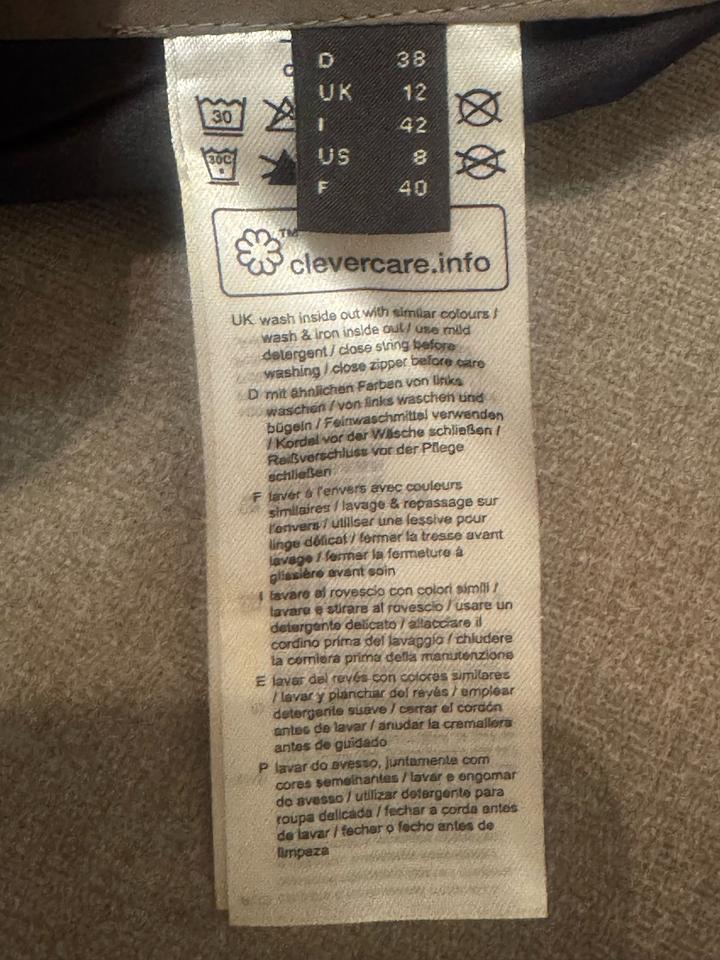 D 38
UK 12
I 42
US 8
F 40
30
30C
TM
clevercare.info
UK wash inside out with similar colours /
wash & iron inside out / use mild
detergent / close string before
washing / close zipper before care
D mit ähnlichen Farben von links
waschen / von links waschen und
bügeln / Feinwaschmittel verwenden
/ Kordel vor der Wäsche schließen /
Reißverschluss vor der Pflege
schließen
F laver à l'envers avec couleurs
similaires / lavage & repassage sur
l'envers / utiliser une lessive pour
linge délicat / fermer la tresse avant
lavage / fermer la fermeture à
glissière avant soin
I lavare al rovescio con colori simili /
lavare e stirare al rovescio / usare un
detergente delicato / allacciare il
cordino prima del lavaggio / chiudere
la cerniera prima della manutenzione
E lavar del revés con colores similares
/ lavar y planchar del revés / emplear
detergente suave / cerrar el cordón
antes de lavar / anudar la cremallera
antes de guidado
P lavar do avesso, juntamente com
cores semelhantes / lavar e engomar
do avesso / utilizar detergente para
roupa delicada / fechar a corda antes
de lavar / fechar o fecho antes de
limpeza